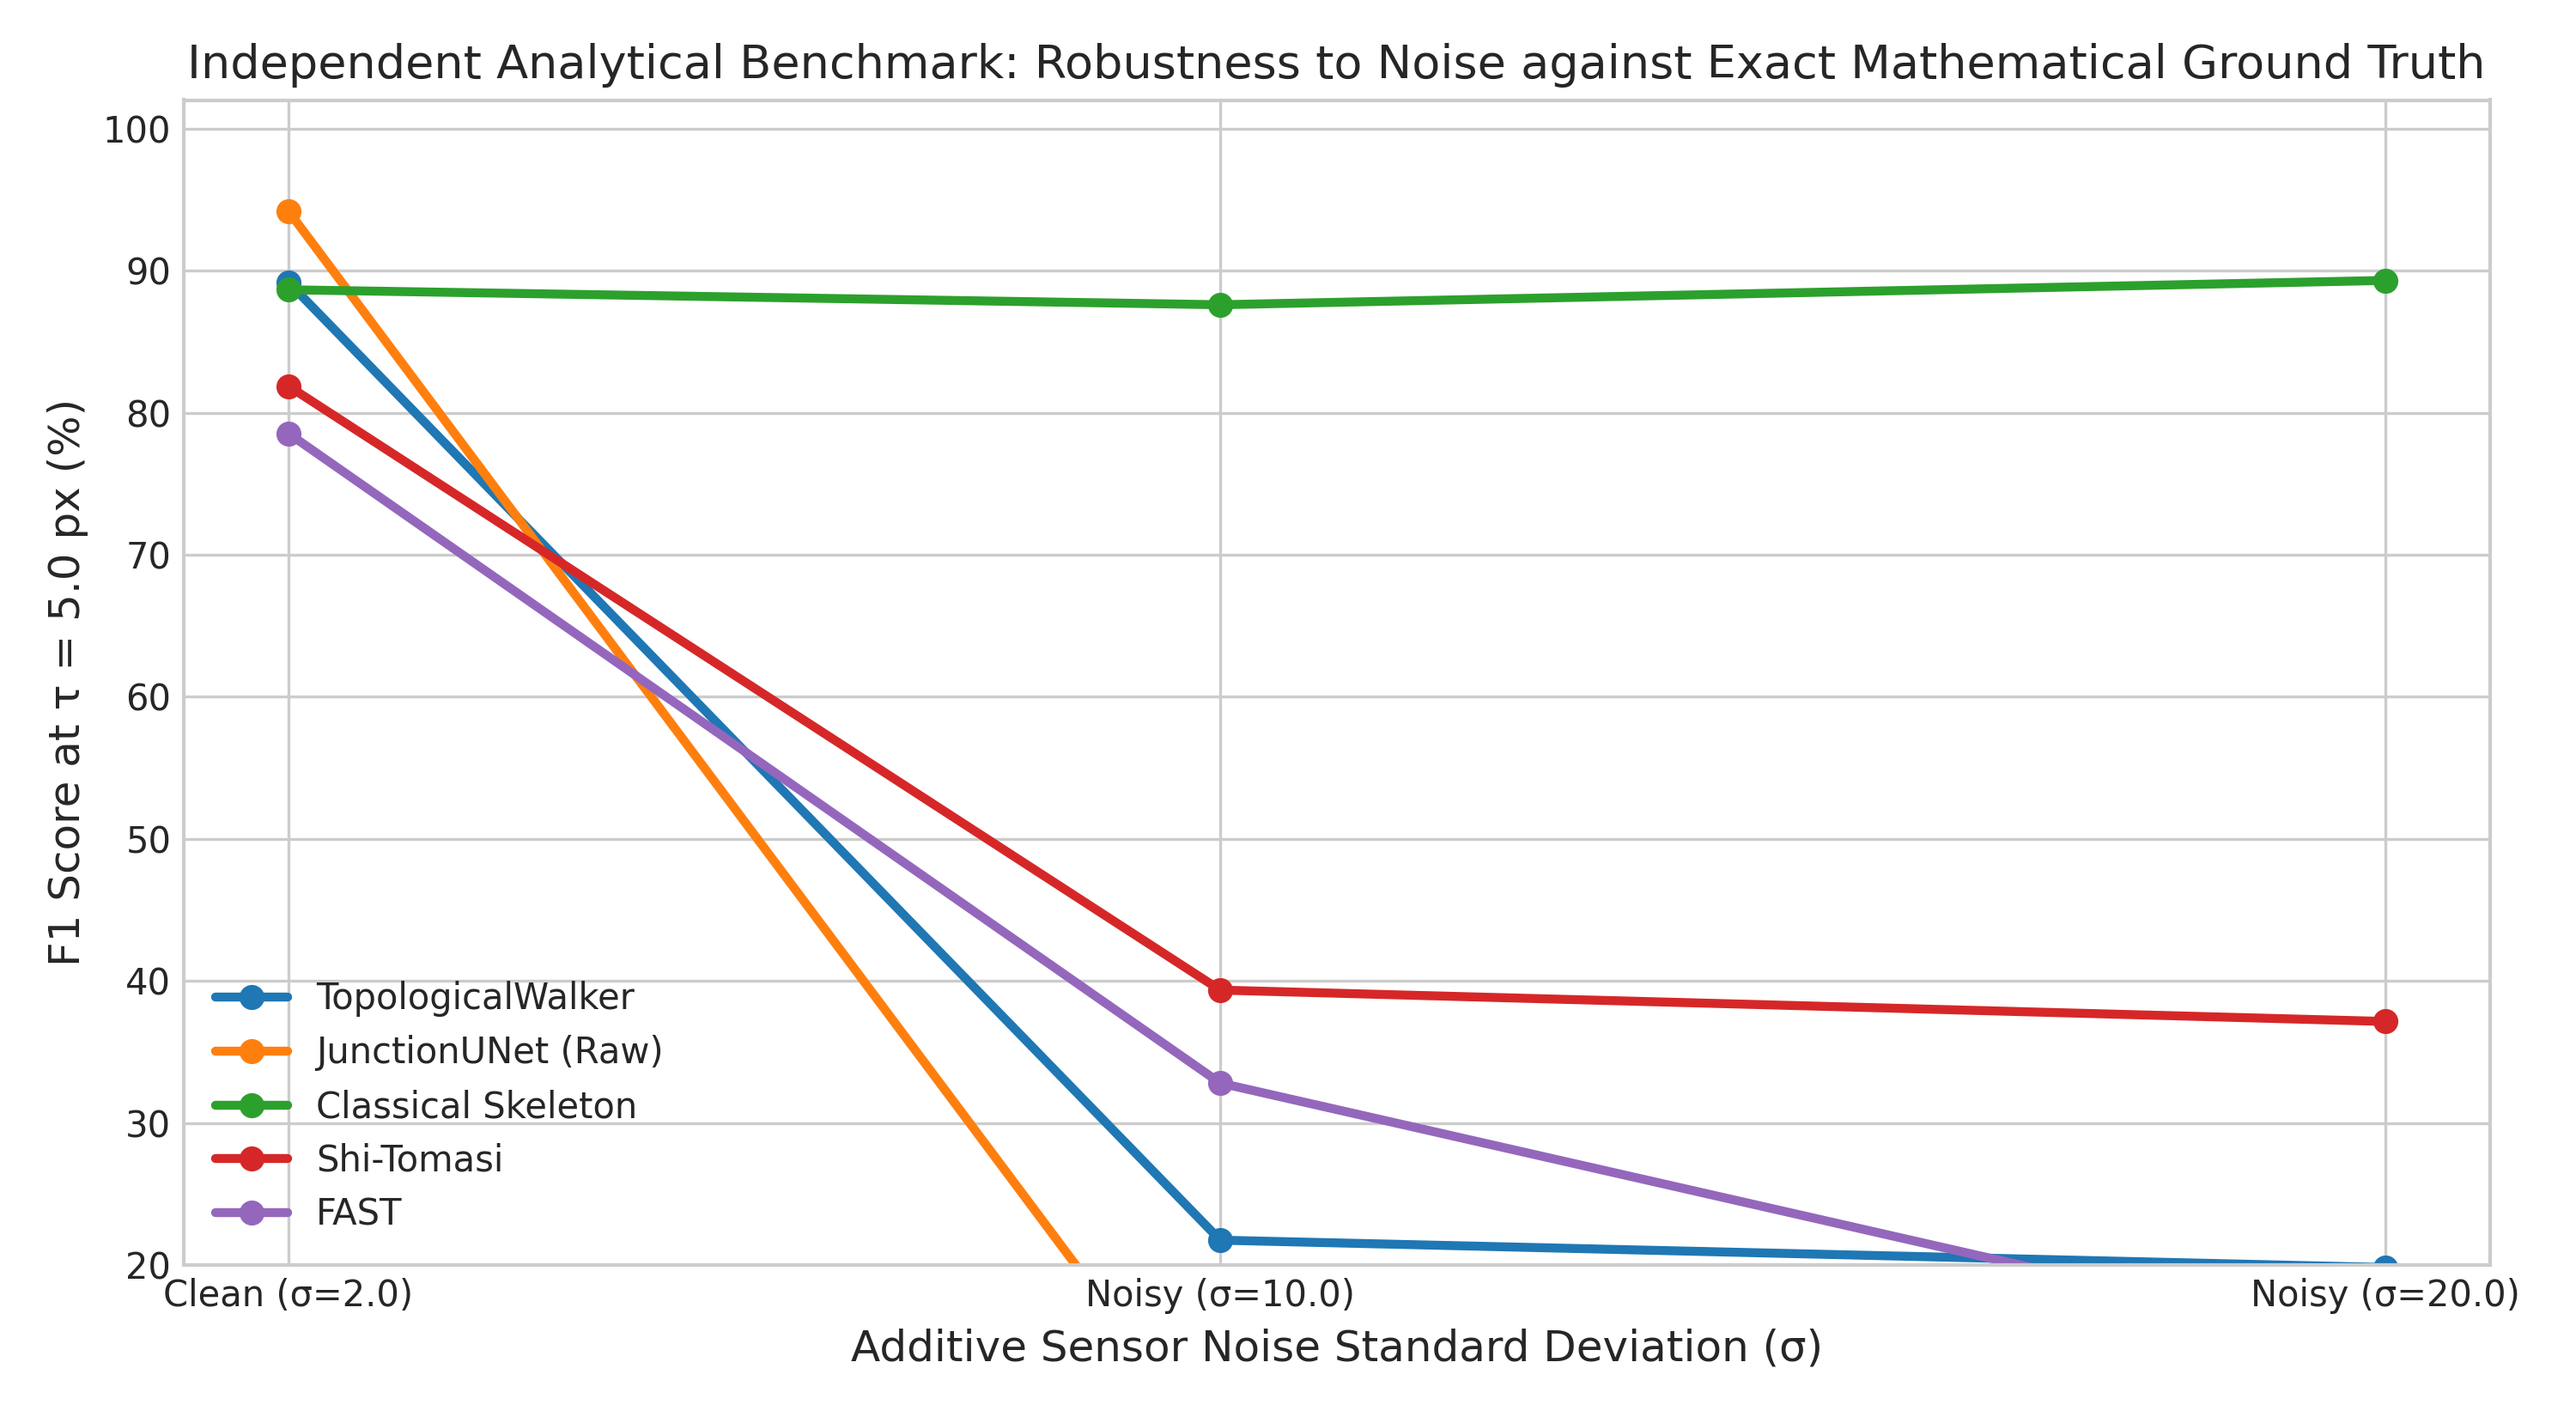 Independent Analytical Benchmark: Robustness to Noise against Exact Mathematical Ground Truth
F1 Score at τ = 5.0 px (%)
100
90
80
70
60
50
40
30
20
TopologicalWalker
JunctionUNet (Raw)
Classical Skeleton
Shi-Tomasi
FAST
Clean (σ=2.0)
Noisy (σ=10.0)
Noisy (σ=20.0)
Additive Sensor Noise Standard Deviation (σ)